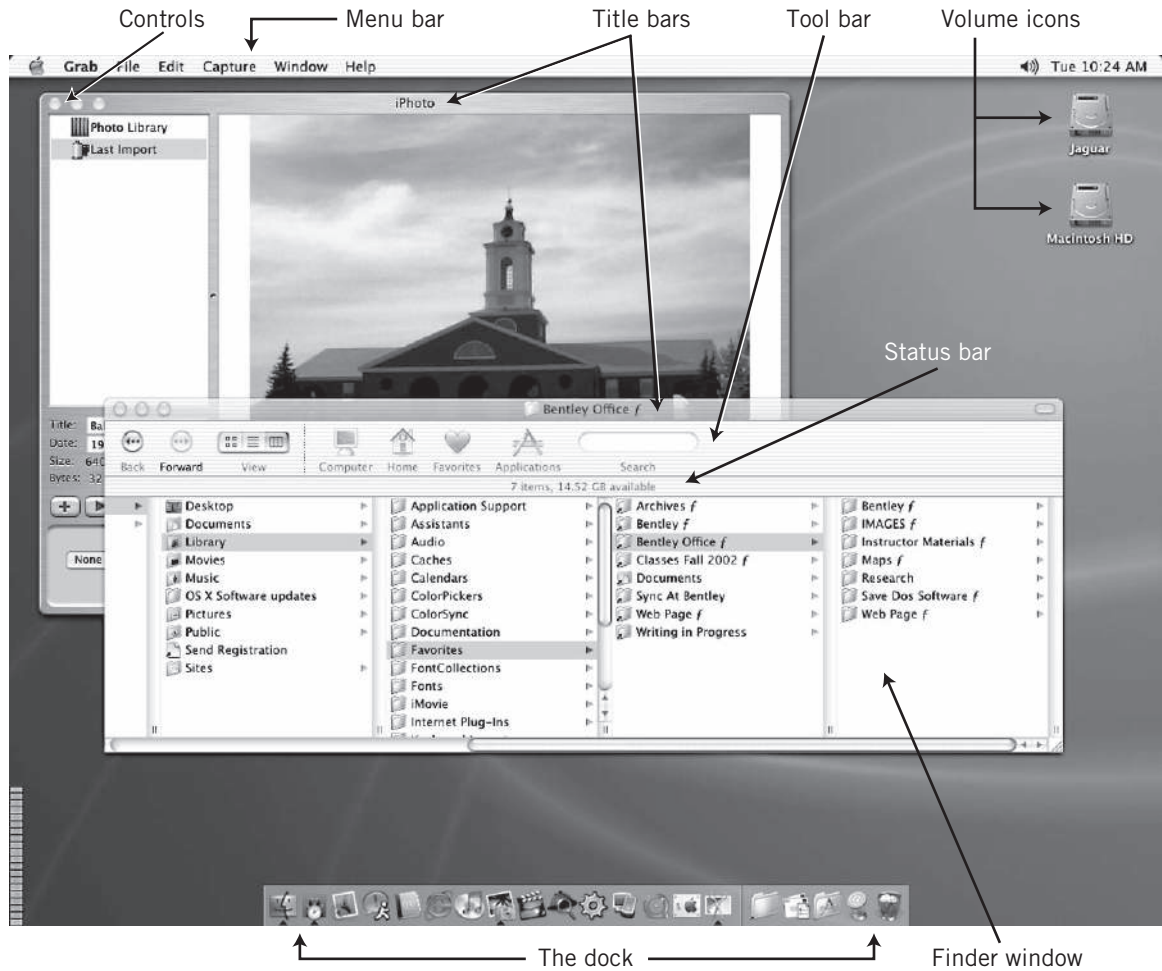 Controls Menu bar Title bars Tool bar Volume icons
Grab File Edit Capture Window Help Tue 10:24 AM
iPhoto
Photo Library
Last Import
Jaguar
Macintosh HD
Status bar
Bentley Office ƒ
Title: Ba
Date: 19
Size: 640
Bytes: 32
Back Forward View Computer Home Favorites Applications Search
7 items, 14.52 GB available
None
Desktop
Documents
Library
Movies
Music
OS X Software updates
Pictures
Public
Send Registration
Sites
Application Support
Assistants
Audio
Caches
Calendars
ColorPickers
ColorSync
Documentation
Favorites
FontCollections
Fonts
iMovie
Internet Plug-Ins
Archives ƒ
Bentley ƒ
Bentley Office ƒ
Classes Fall 2002 ƒ
Documents
Sync At Bentley
Web Page ƒ
Writing in Progress
Bentley ƒ
IMAGES ƒ
Instructor Materials ƒ
Maps ƒ
Research
Save Dos Software ƒ
Web Page ƒ
The dock Finder window